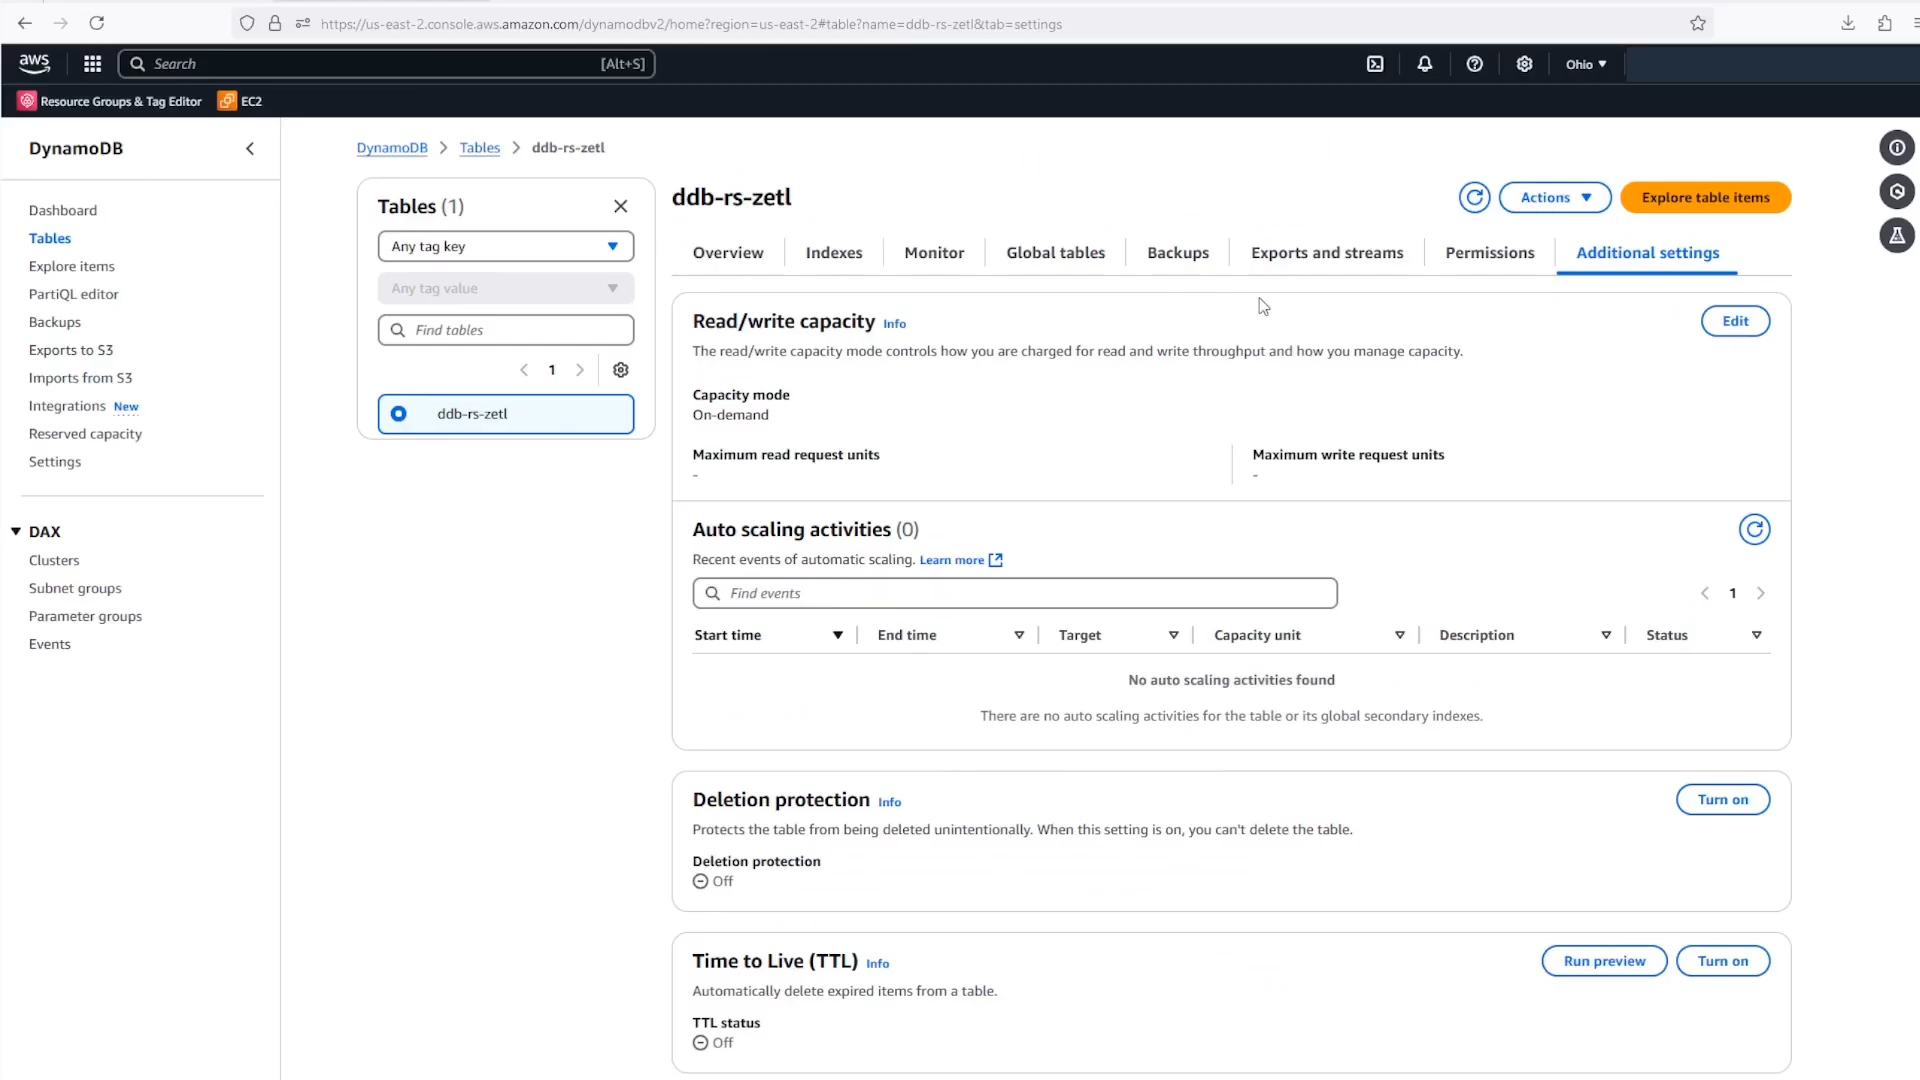 https://us-east-2.console.aws.amazon.com/dynamodbv2/home?region=us-east-2#table?name=ddb-rs-zetl&tab=settings
aws
Search
[Alt+S]
Ohio
Resource Groups & Tag Editor
EC2
DynamoDB
Dashboard
Tables
Explore items
PartiQL editor
Backups
Exports to S3
Imports from S3
Integrations New
Reserved capacity
Settings
DAX
Clusters
Subnet groups
Parameter groups
Events
DynamoDB
Tables
ddb-rs-zetl
Tables (1)
Any tag key
Any tag value
Find tables
1
ddb-rs-zetl
ddb-rs-zetl
Actions
Explore table items
Overview
Indexes
Monitor
Global tables
Backups
Exports and streams
Permissions
Additional settings
Read/write capacity Info
Edit
The read/write capacity mode controls how you are charged for read and write throughput and how you manage capacity.
Capacity mode
On-demand
Maximum read request units
-
Maximum write request units
-
Auto scaling activities (0)
Recent events of automatic scaling. Learn more
Find events
1
Start time
End time
Target
Capacity unit
Description
Status
No auto scaling activities found
There are no auto scaling activities for the table or its global secondary indexes.
Deletion protection Info
Turn on
Protects the table from being deleted unintentionally. When this setting is on, you can't delete the table.
Deletion protection
Off
Time to Live (TTL) Info
Run preview
Turn on
Automatically delete expired items from a table.
TTL status
Off